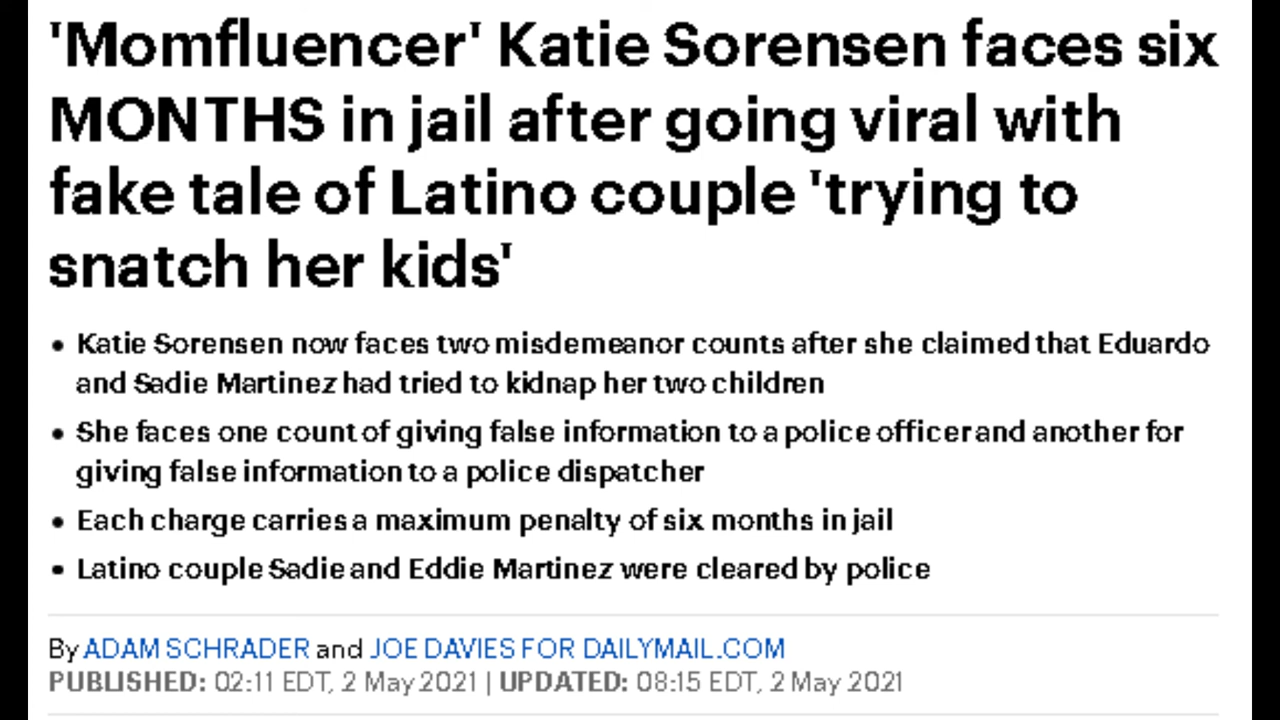 'Momfluencer' Katie Sorensen faces six
MONTHS in jail after going viral with
fake tale of Latino couple 'trying to
snatch her kids'
• Katie Sorensen now faces two misdemeanor counts after she claimed that Eduardo
and Sadie Martinez had tried to kidnap her two children
• She faces one count of giving false information to a police officer and another for
giving false information to a police dispatcher
• Each charge carries a maximum penalty of six months in jail
• Latino couple Sadie and Eddie Martinez were cleared by police
By ADAM SCHRADER and JOE DAVIES FOR DAILYMAIL.COM
PUBLISHED: 02:11 EDT, 2 May 2021 | UPDATED: 08:15 EDT, 2 May 2021